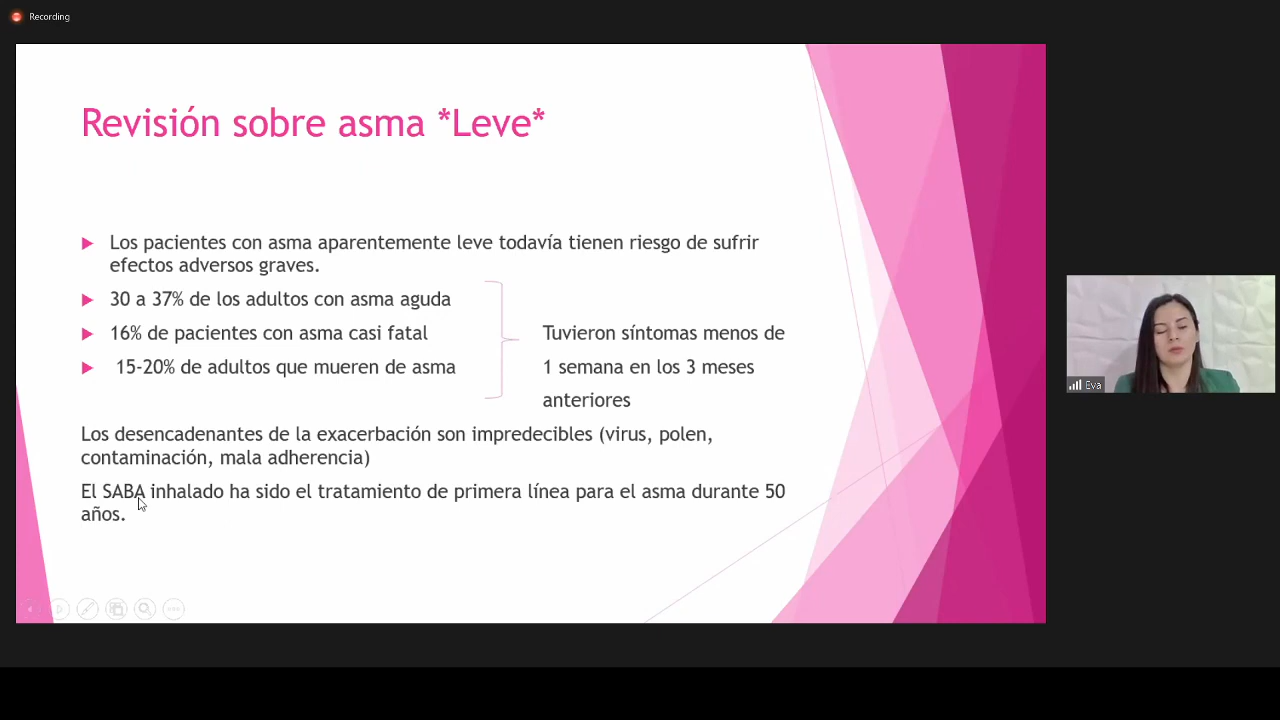 Recording
Revisión sobre asma *Leve*
Los pacientes con asma aparentemente leve todavía tienen riesgo de sufrir
efectos adversos graves.
30 a 37% de los adultos con asma aguda
16% de pacientes con asma casi fatal
15-20% de adultos que mueren de asma
Tuvieron síntomas menos de
1 semana en los 3 meses
anteriores
Los desencadenantes de la exacerbación son impredecibles (virus, polen,
contaminación, mala adherencia)
El SABA inhalado ha sido el tratamiento de primera línea para el asma durante 50
años.
Eva